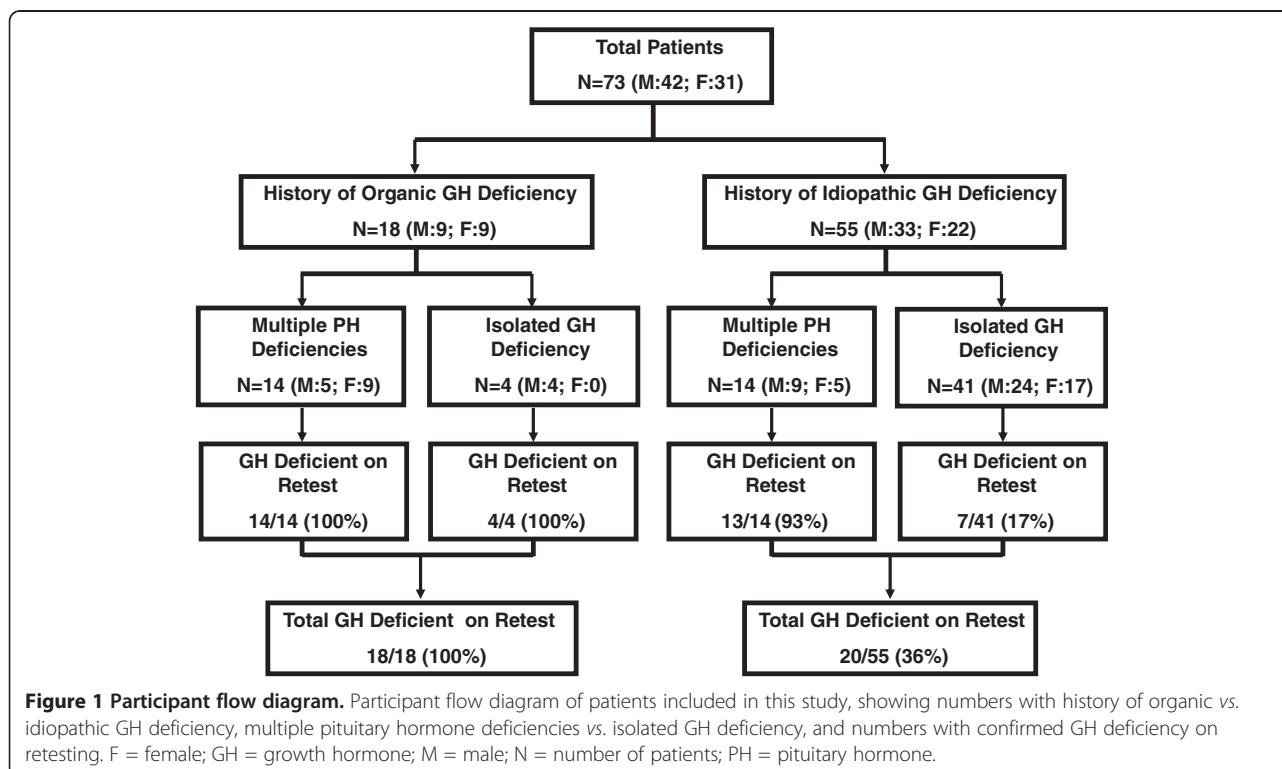 Total Patients
N=73 (M:42; F:31)
History of Organic GH Deficiency
N=18 (M:9; F:9)
History of Idiopathic GH Deficiency
N=55 (M:33; F:22)
Multiple PH
Deficiencies
N=14 (M:5; F:9)
Isolated GH
Deficiency
N=4 (M:4; F:0)
Multiple PH
Deficiencies
N=14 (M:9; F:5)
Isolated GH
Deficiency
N=41 (M:24; F:17)
GH Deficient on
Retest
14/14 (100%)
GH Deficient on
Retest
4/4 (100%)
GH Deficient on
Retest
13/14 (93%)
GH Deficient on
Retest
7/41 (17%)
Total GH Deficient on Retest
18/18 (100%)
Total GH Deficient on Retest
20/55 (36%)
Figure 1 Participant flow diagram. Participant flow diagram of patients included in this study, showing numbers with history of organic vs.
idiopathic GH deficiency, multiple pituitary hormone deficiencies vs. isolated GH deficiency, and numbers with confirmed GH deficiency on
retesting. F = female; GH = growth hormone; M = male; N = number of patients; PH = pituitary hormone.